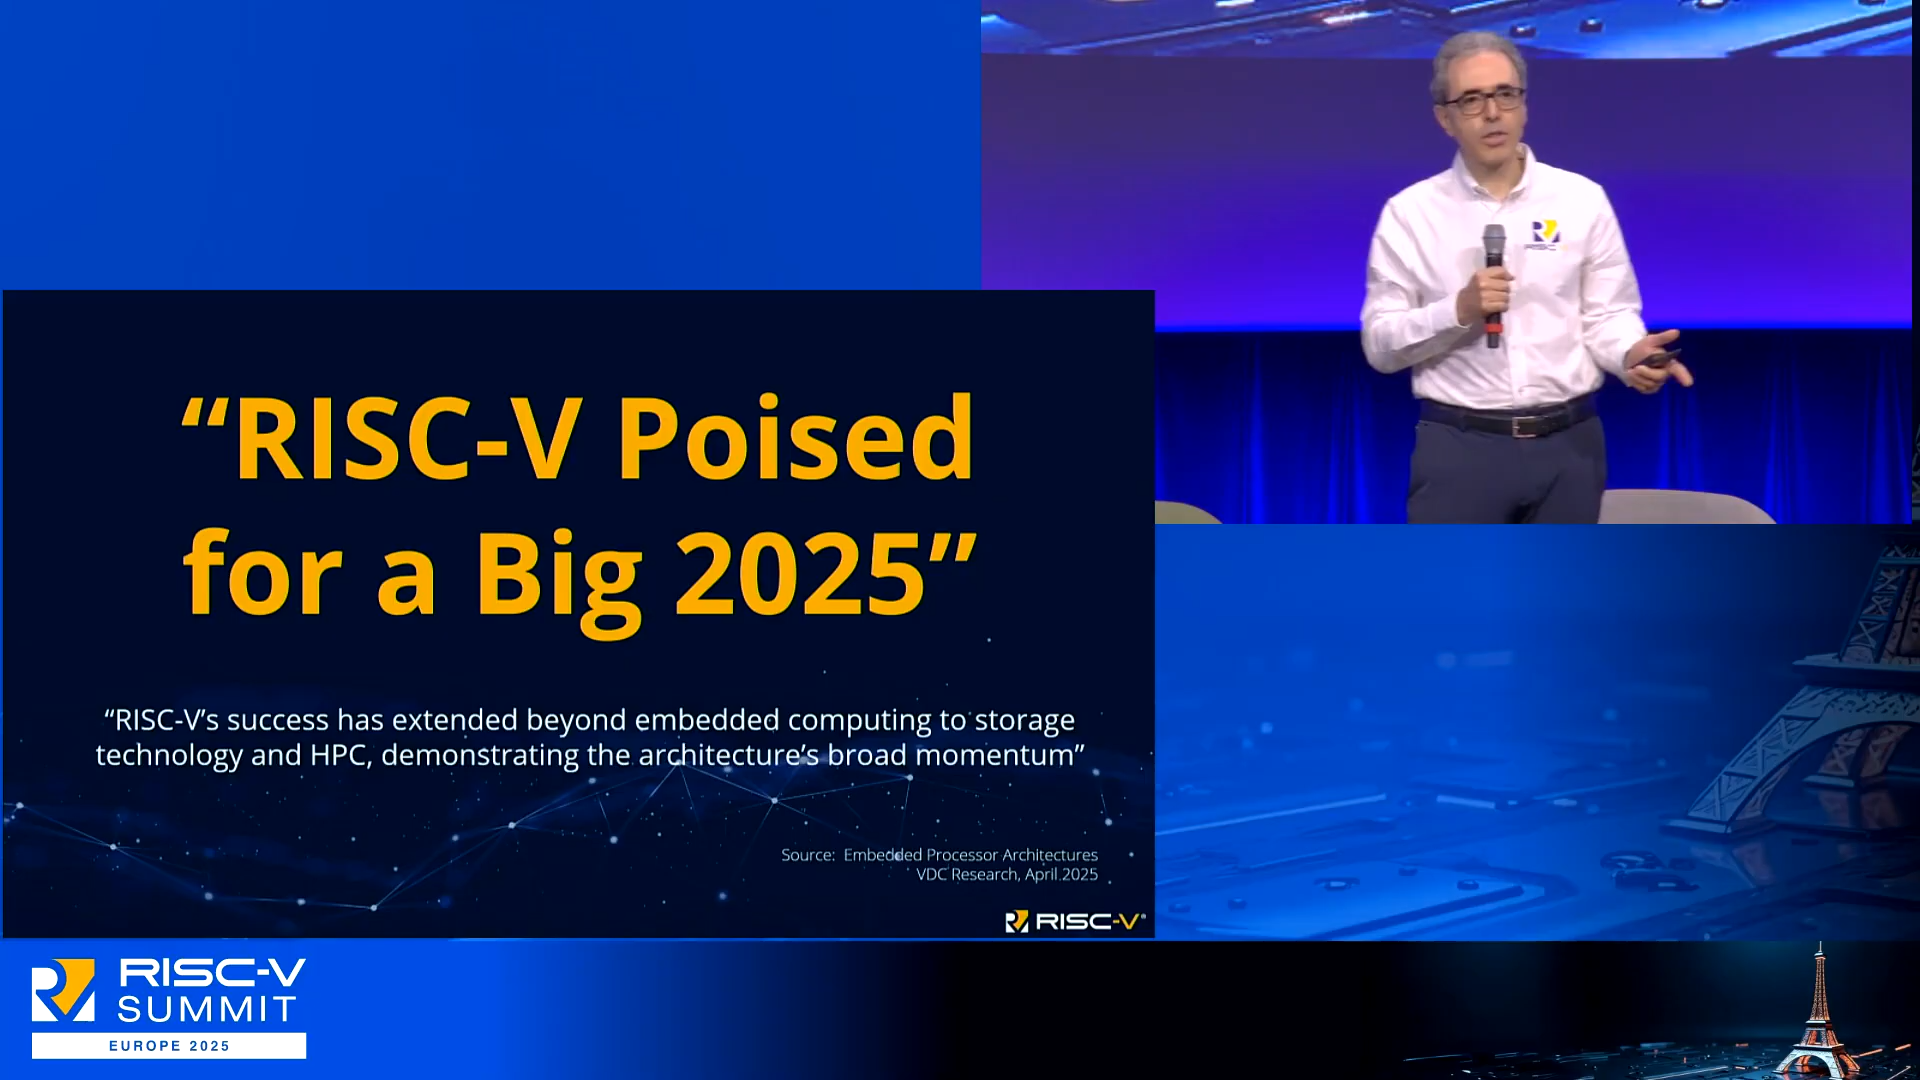 “RISC-V Poised
for a Big 2025”
“RISC-V’s success has extended beyond embedded computing to storage
technology and HPC, demonstrating the architecture’s broad momentum”
Source: Embedded Processor Architectures
VDC Research, April 2025
RISC-V®
RISC-V
SUMMIT
EUROPE 2025
RISC